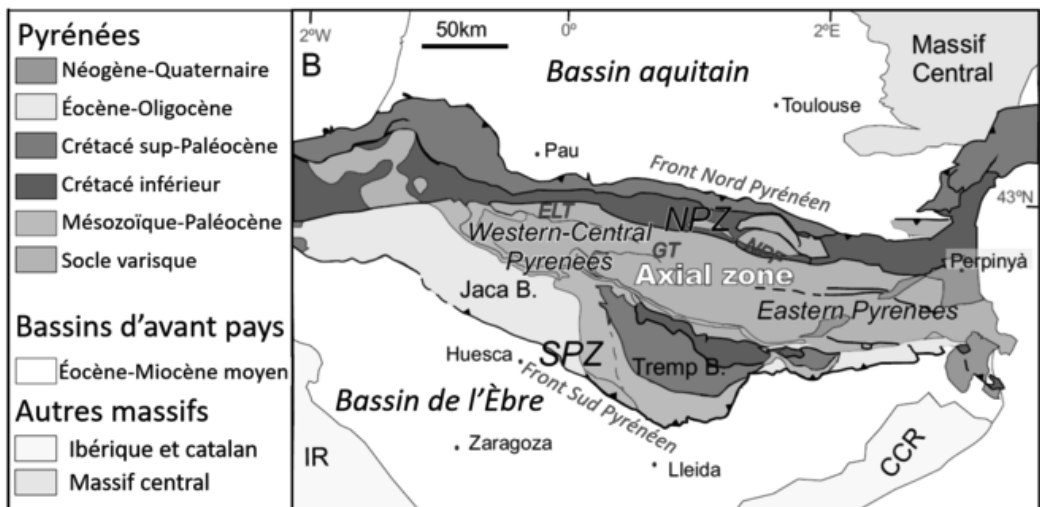 Pyrénées
Néogène-Quaternaire
Éocène-Oligocène
Crétacé sup-Paléocène
Crétacé inférieur
Mésozoïque-Paléocène
Socle varisque
Bassins d'avant pays
Éocène-Miocène moyen
Autres massifs
Ibérique et catalan
Massif central
2°W
50km
0°
2°E
B
Bassin aquitain
Massif
Central
Toulouse
Pau
Front Nord Pyrénéen
43°N
ELT
NPZ
Western-Central
Pyrenees
GT
Axial zone
Perpinyà
Jaca B.
Eastern Pyrenees
Huesca
SPZ
Tremp B.
Front Sud Pyrénéen
Bassin de l'Èbre
Zaragoza
Lleida
IR
CCR